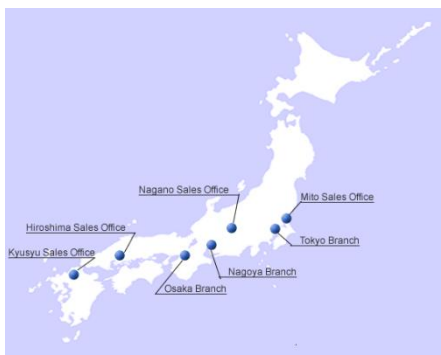 Nagano Sales Office
Mito Sales Office
Hiroshima Sales Office
Tokyo Branch
Kyusyu Sales Office
Nagoya Branch
Osaka Branch